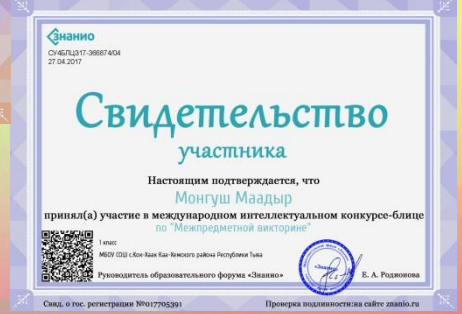 Знанио
СУ4БЛЦ317-366874/04
27.04.2017
Свидетельство
участника
Настоящим подтверждается, что
Монгуш Маадыр
принял(а) участие в международном интеллектуальном конкурсе-блице
по "Межпредметной викторине"
1 класс
МБОУ СОШ с.Кок-Хаак Каа-Хемского района Республики Тыва
Руководитель образовательного форума «Знанио»
«Знанио»
Е. А. Родионова
Свид. о гос. регистрации №017705391
Проверка подлинности:на сайте znanio.ru